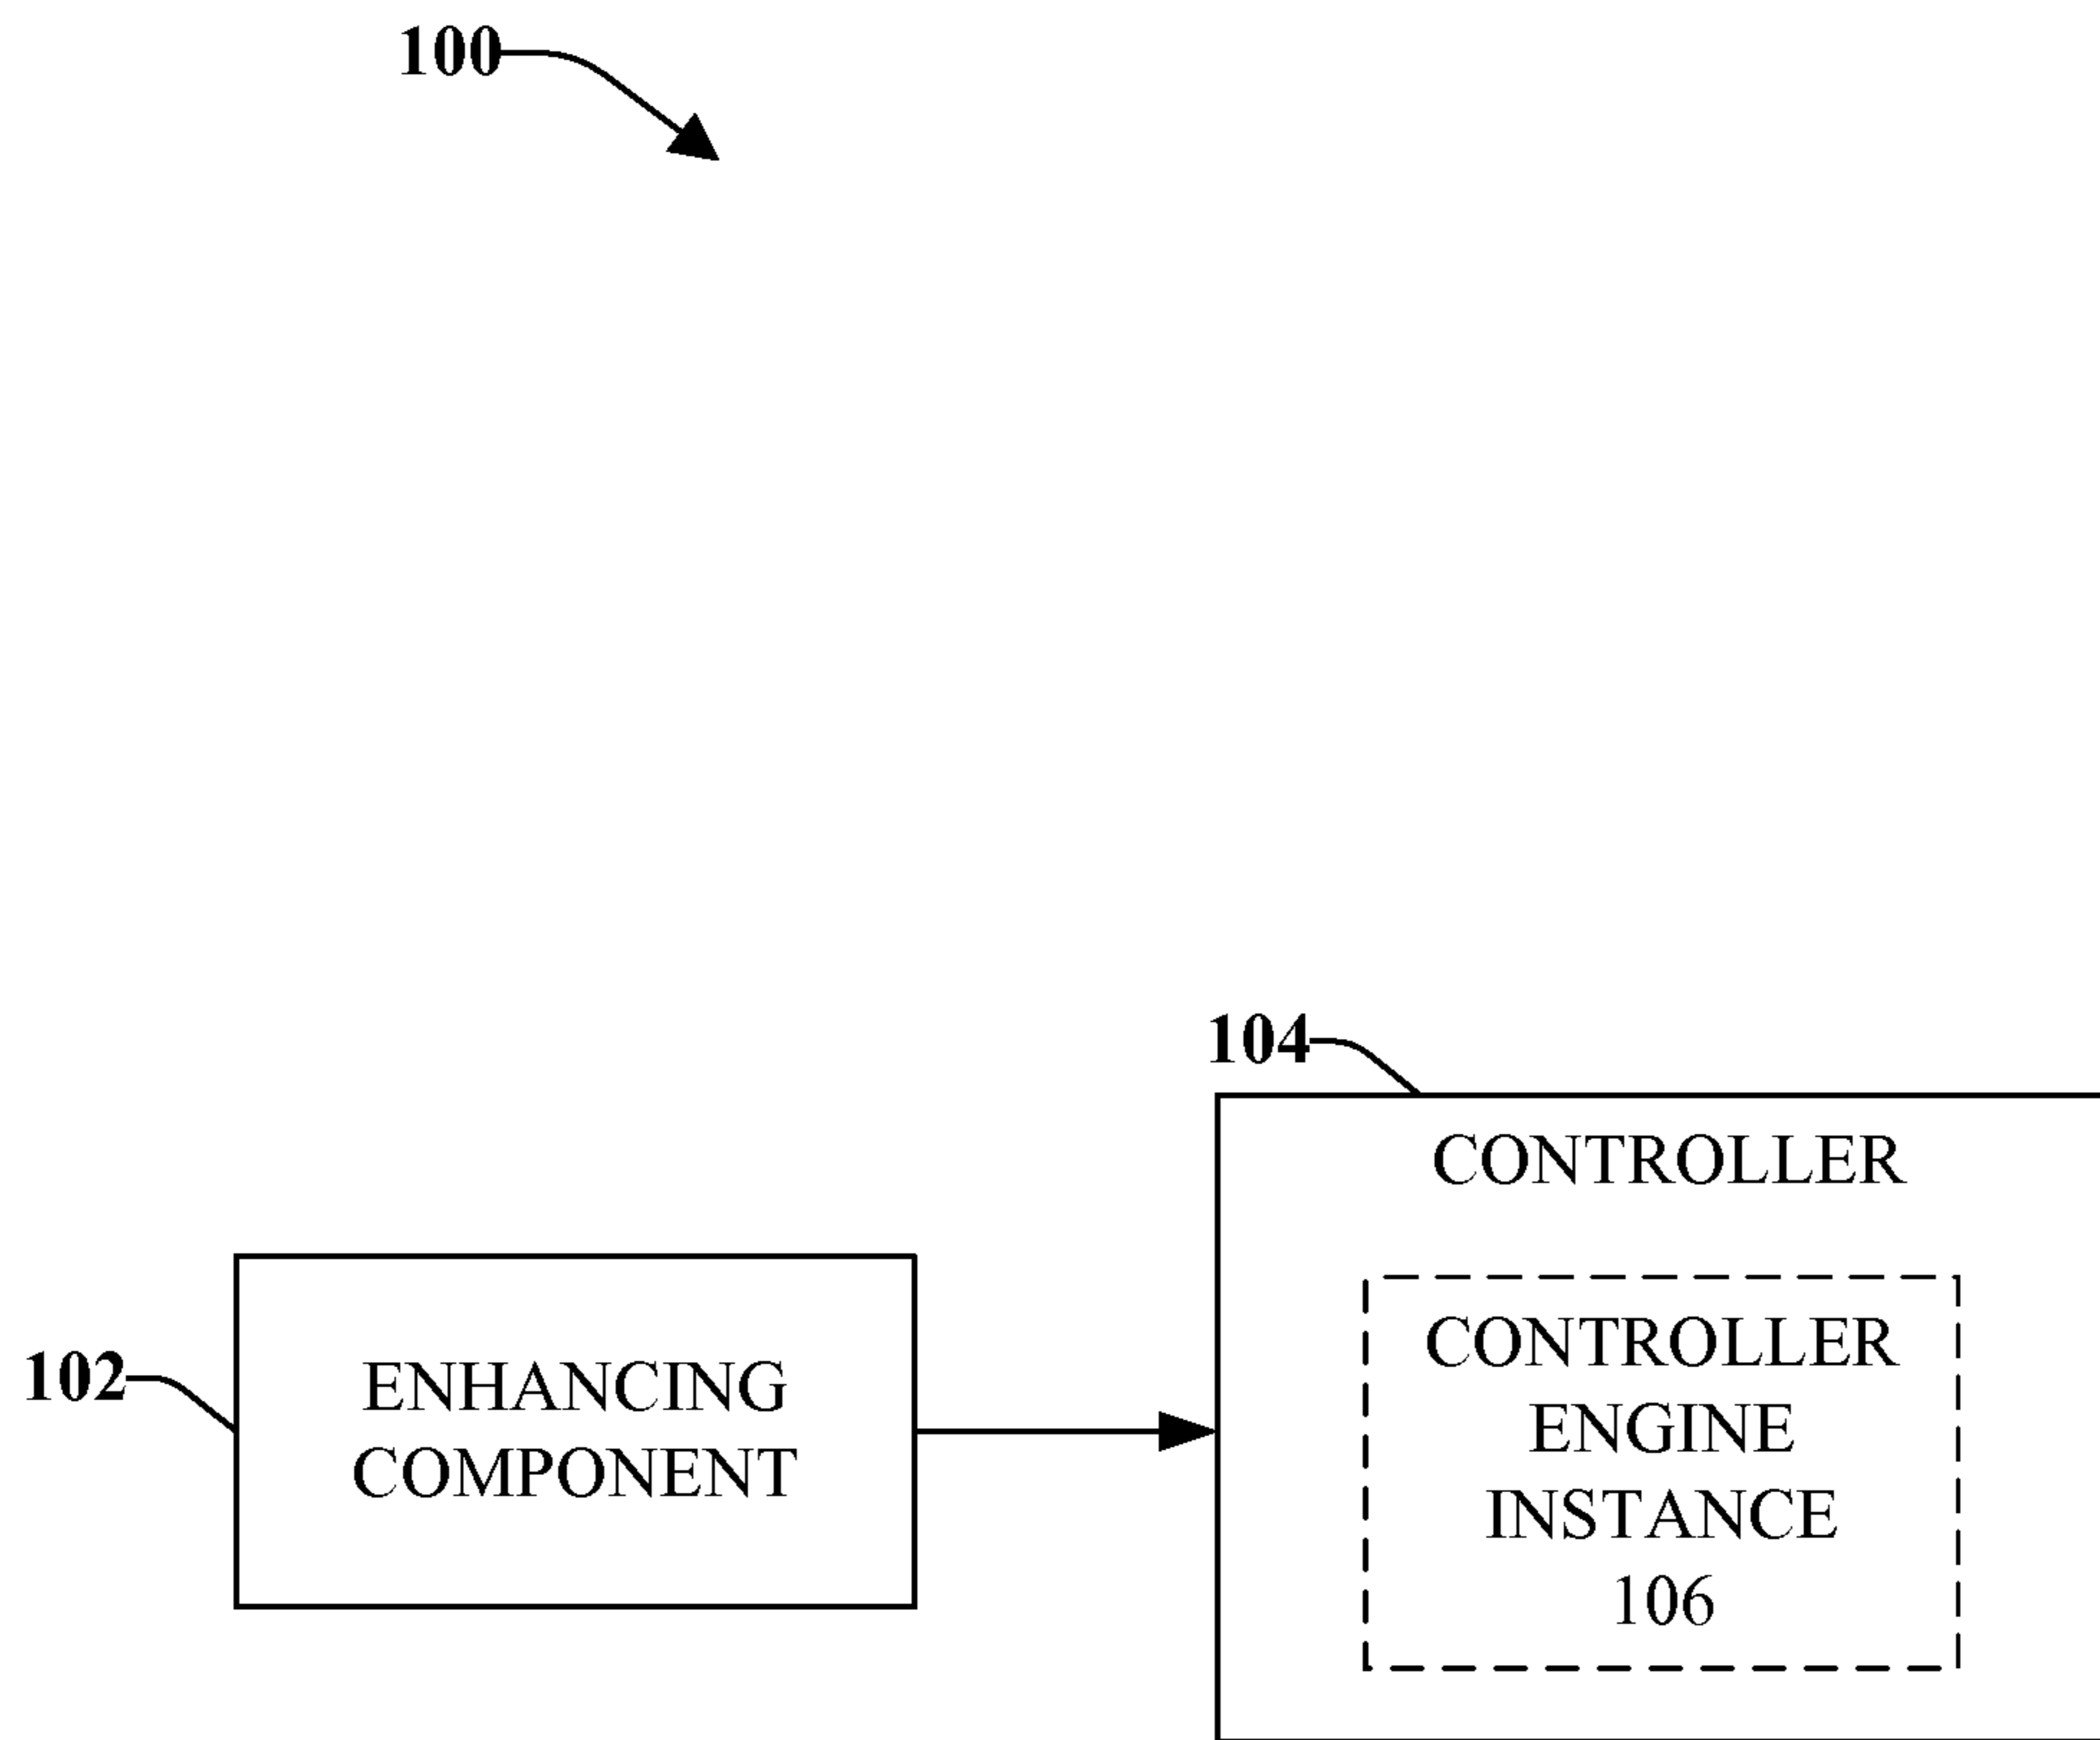 100
104
CONTROLLER
CONTROLLER
ENGINE
INSTANCE
106
102
ENHANCING
COMPONENT